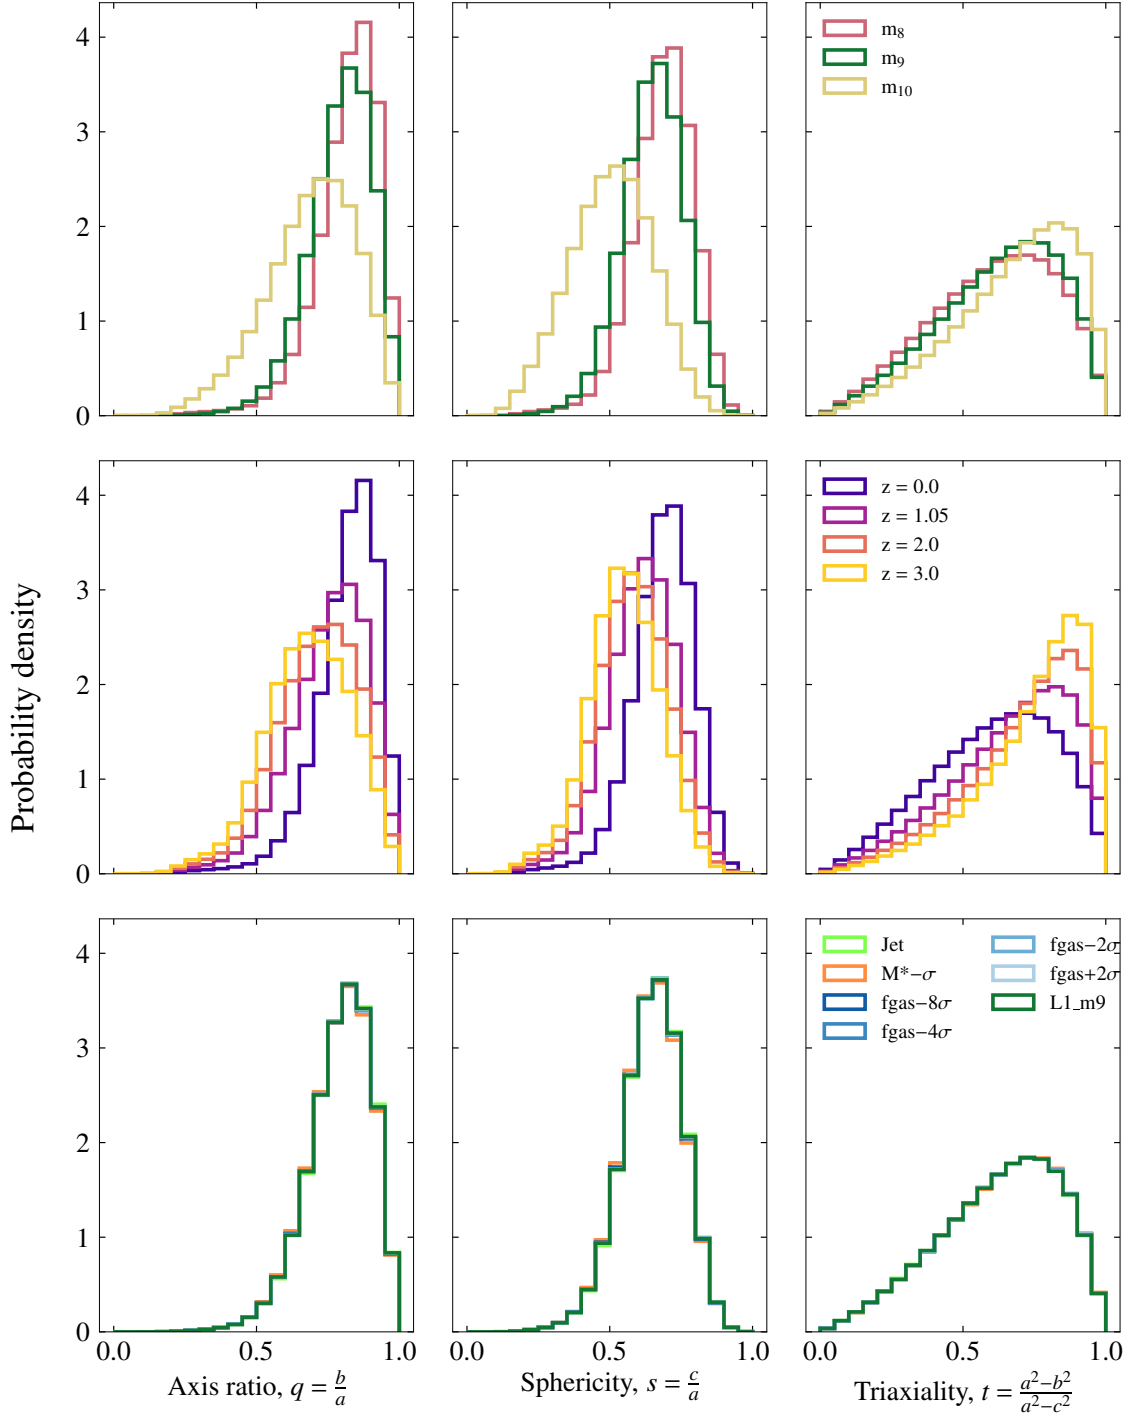 4
3
2
1
0
m₈
m₉
m₁₀
Probability density
4
3
2
1
0
z = 0.0
z = 1.05
z = 2.0
z = 3.0
4
3
2
1
0
Jet
M*−σ
fgas−8σ
fgas−4σ
fgas−2σ
fgas+2σ
L1_m9
0.0 0.5 1.0
0.0 0.5 1.0
0.0 0.5 1.0
Axis ratio, q = b/a
Sphericity, s = c/a
Triaxiality, t = a²−b²/a²−c²